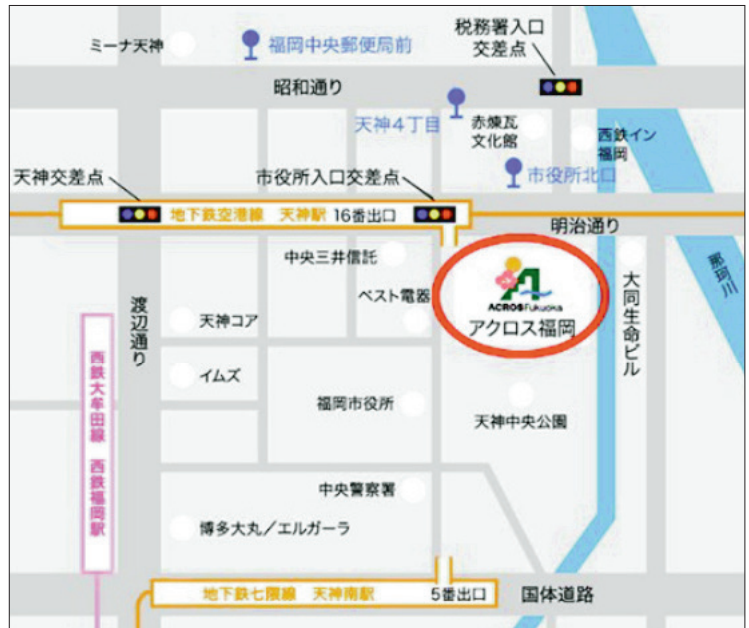 ミーナ天神
福岡中央郵便局前
税務署入口
交差点
昭和通り
天神4丁目
赤煉瓦
文化館
西鉄イン
福岡
市役所北口
天神交差点
市役所入口交差点
地下鉄空港線 天神駅 16番出口
明治通り
中央三井信託
ベスト電器
ACROS FUKUOKA
アクロス福岡
大同生命ビル
那珂川
渡辺通り
天神コア
イムズ
福岡市役所
天神中央公園
西鉄大牟田線 西鉄福岡駅
中央警察署
博多大丸/エルガーラ
地下鉄七隈線 天神南駅 5番出口
国体道路